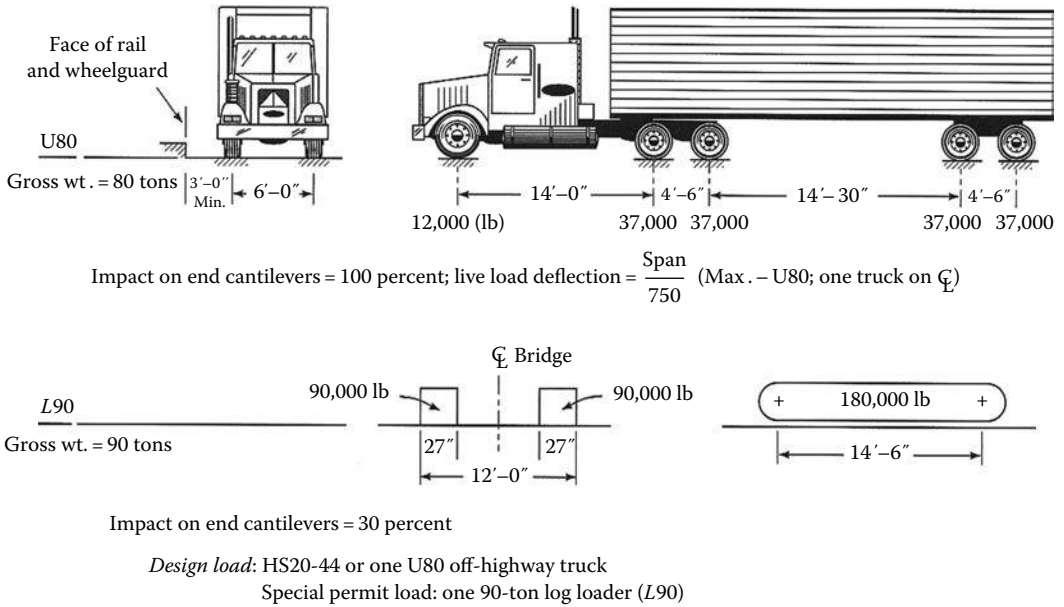 Face of rail
and wheelguard
U80
Gross wt. = 80 tons
3′–0″
Min.
6′–0″
14′–0″
4′–6″
14′–30″
4′–6″
12,000 (lb)
37,000 37,000
37,000 37,000
Impact on end cantilevers = 100 percent; live load deflection = Span/750 (Max. – U80; one truck on ℄)
℄ Bridge
90,000 lb
90,000 lb
180,000 lb
L90
Gross wt. = 90 tons
27″
27″
12′–0″
14′–6″
Impact on end cantilevers = 30 percent
Design load: HS20-44 or one U80 off-highway truck
Special permit load: one 90-ton log loader (L90)